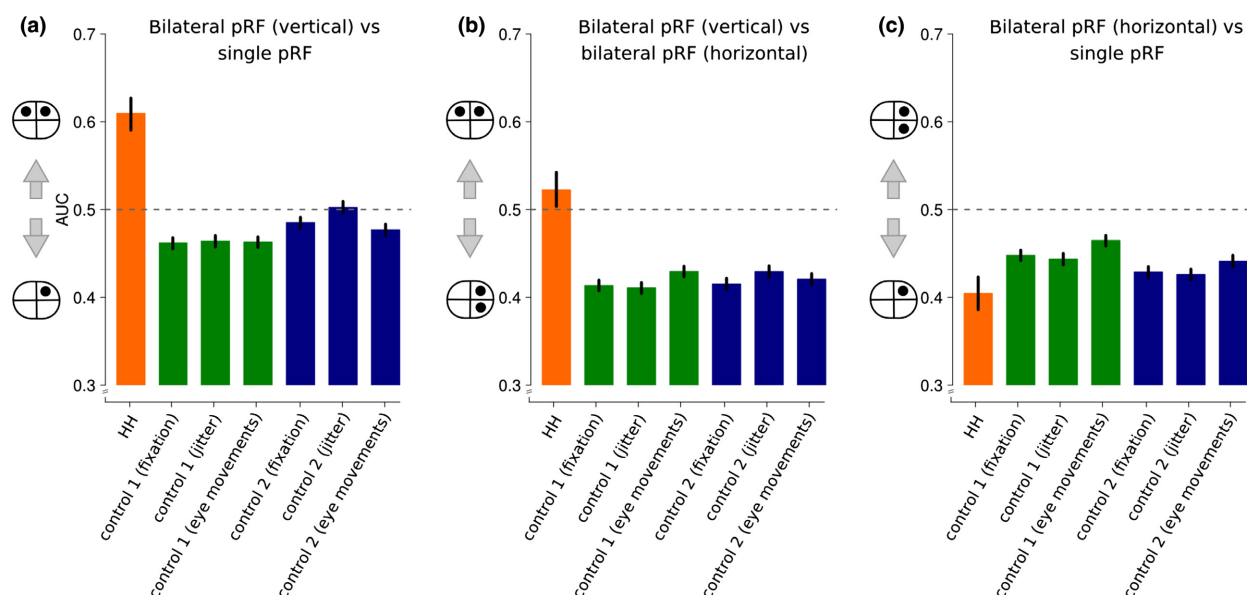 (a)
Bilateral pRF (vertical) vs
single pRF
0.7
0.6
0.5
0.4
0.3
AUC
HH
control 1 (fixation)
control 1 (jitter)
control 1 (eye movements)
control 2 (fixation)
control 2 (jitter)
control 2 (eye movements)
(b)
Bilateral pRF (vertical) vs
bilateral pRF (horizontal)
0.7
0.6
0.5
0.4
0.3
HH
control 1 (fixation)
control 1 (jitter)
control 1 (eye movements)
control 2 (fixation)
control 2 (jitter)
control 2 (eye movements)
(c)
Bilateral pRF (horizontal) vs
single pRF
0.7
0.6
0.5
0.4
0.3
HH
control 1 (fixation)
control 1 (jitter)
control 1 (eye movements)
control 2 (fixation)
control 2 (jitter)
control 2 (eye movements)